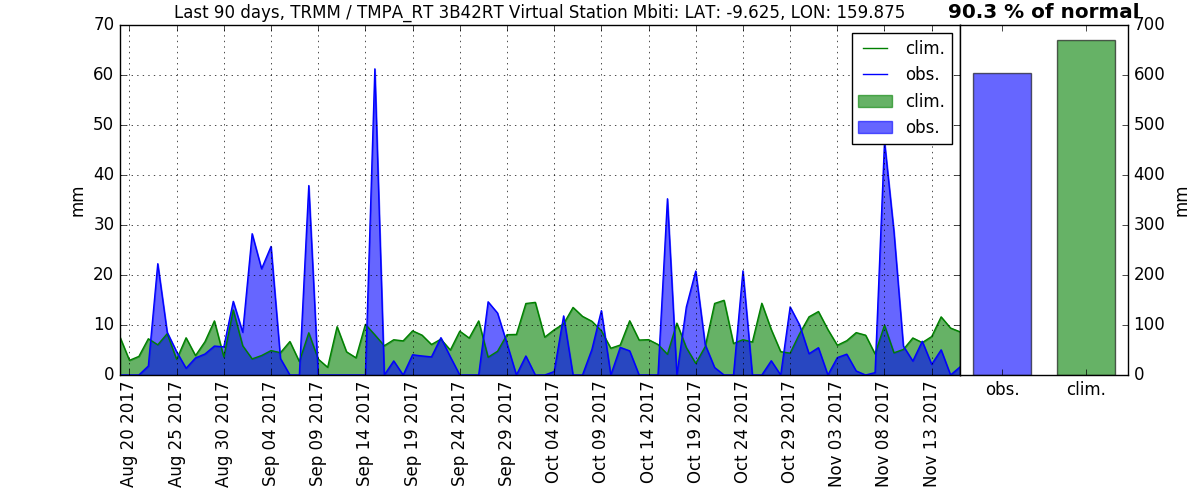 Last 90 days, TRMM / TMPA_RT 3B42RT Virtual Station Mbiti: LAT: -9.625, LON: 159.875
90.3 % of normal
70
60
50
40
30
20
10
0
mm
clim.
obs.
clim.
obs.
700
600
500
400
300
200
100
0
mm
Aug 20 2017
Aug 25 2017
Aug 30 2017
Sep 04 2017
Sep 09 2017
Sep 14 2017
Sep 19 2017
Sep 24 2017
Sep 29 2017
Oct 04 2017
Oct 09 2017
Oct 14 2017
Oct 19 2017
Oct 24 2017
Oct 29 2017
Nov 03 2017
Nov 08 2017
Nov 13 2017
obs.
clim.